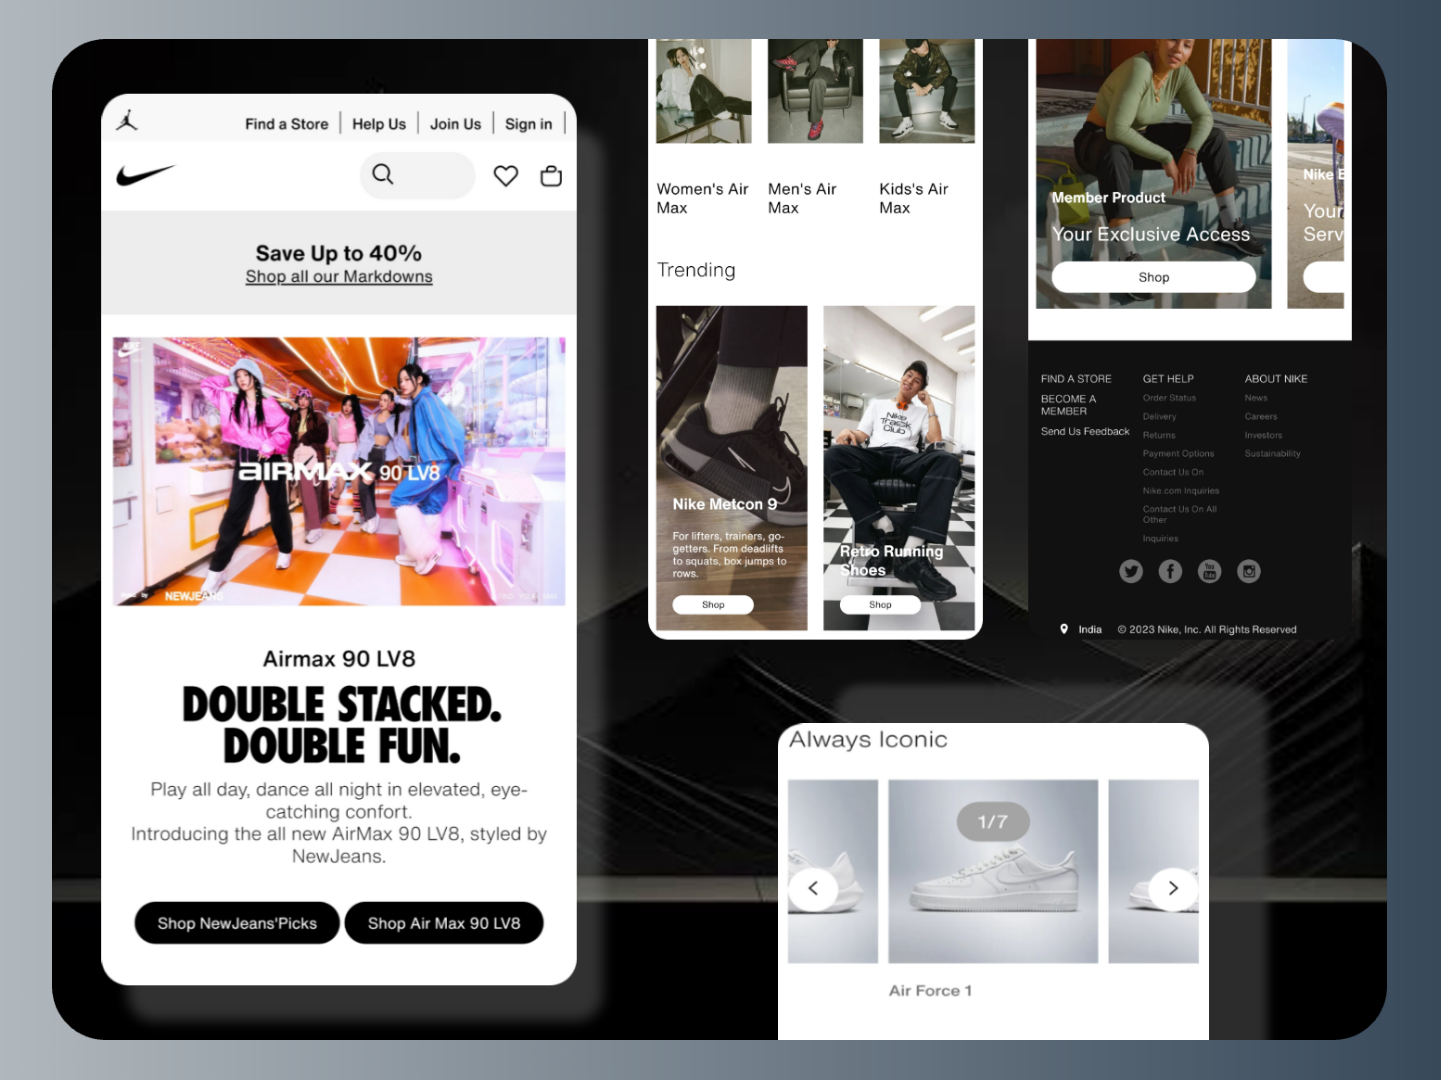 Find a Store
Help Us
Join Us
Sign in
Save Up to 40%
Shop all our Markdowns
AIRMAX 90 LV8
NEWJEANS
Airmax 90 LV8
DOUBLE STACKED.
DOUBLE FUN.
Play all day, dance all night in elevated, eye-
catching confort.
Introducing the all new AirMax 90 LV8, styled by
NewJeans.
Shop NewJeans'Picks
Shop Air Max 90 LV8
Women's Air
Max
Men's Air
Max
Kid's Air
Max
Trending
Nike Metcon 9
For lifters, trainers, go-
getters. From deadlifts
to squats, box jumps to
rows.
Shop
Nike
Track
Club
Retro Running
Shoes
Shop
Member Product
Your Exclusive Access
Shop
Nike
Your
Serv
FIND A STORE
BECOME A
MEMBER
Send Us Feedback
GET HELP
Order Status
Delivery
Returns
Payment Options
Contact Us On
Nike.com Inquiries
Contact Us On All
Other
Inquiries
ABOUT NIKE
News
Careers
Investors
Sustainability
You
Tube
India
© 2023 Nike, Inc. All Rights Reserved
Always Iconic
1/7
Air Force 1